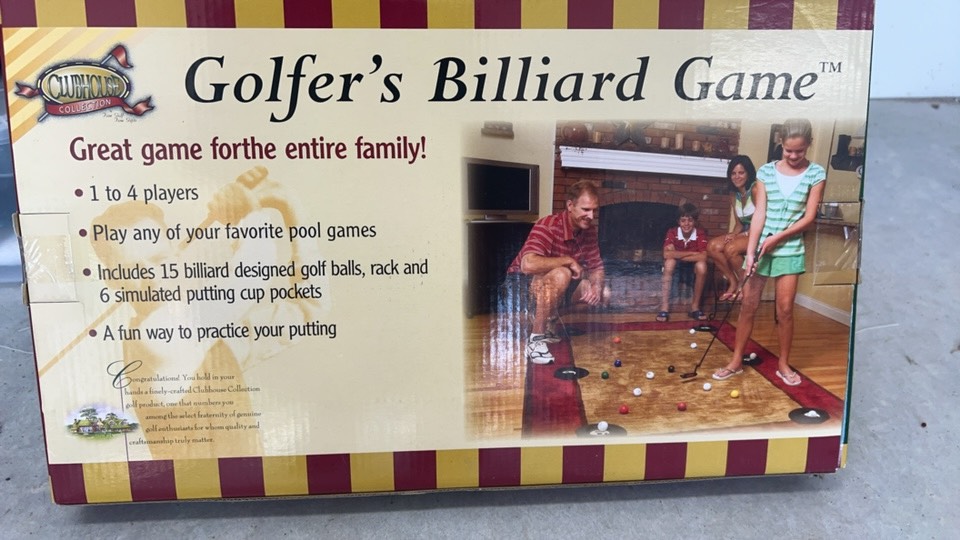 CLUBHOUSE
COLLECTION
Golfer's Billiard Game™
Great game forthe entire family!
• 1 to 4 players
• Play any of your favorite pool games
• Includes 15 billiard designed golf balls, rack and
6 simulated putting cup pockets
• A fun way to practice your putting
Congratulations! You hold in your
hands a finely-crafted Clubhouse Collection
golf product, one that numbers you
among the select fraternity of genuine
golf enthusiasts for whom quality and
craftsmanship truly matter.